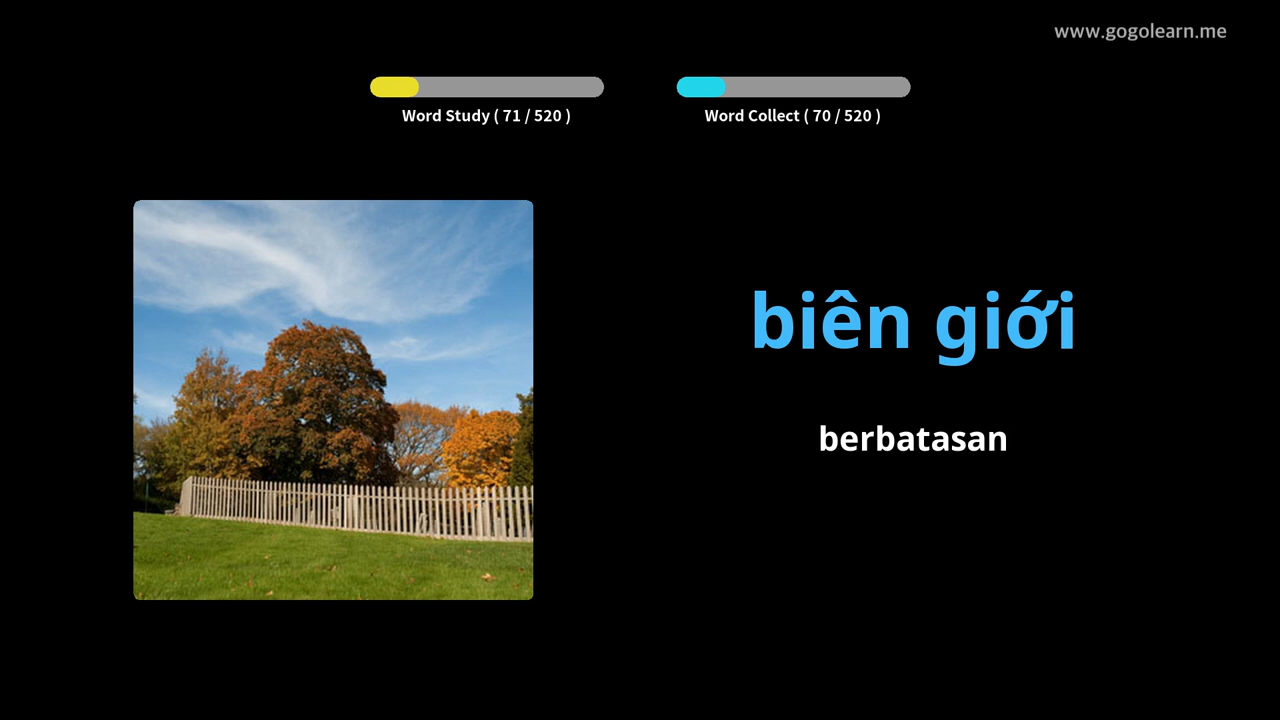 www.gogolearn.me
Word Study ( 71 / 520 )
Word Collect ( 70 / 520 )
biên giới
berbatasan